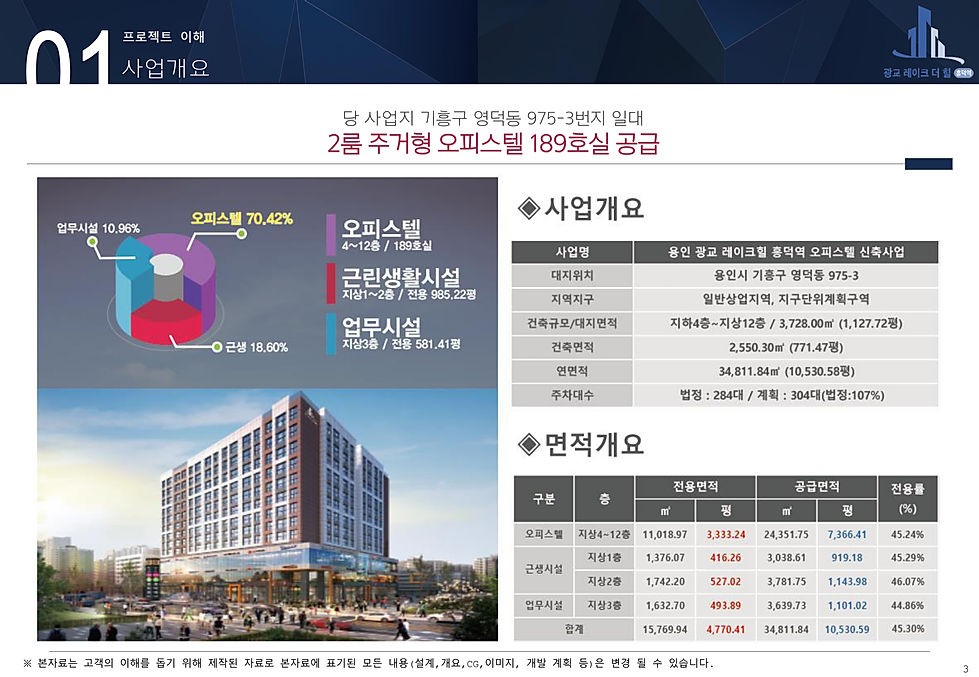 01
프로젝트 이해
사업개요
광교 레이크 더 힐 흥덕역
당 사업지 기흥구 영덕동 975-3번지 일대
2룸 주거형 오피스텔 189호실 공급
업무시설 10.96%
오피스텔 70.42%
근생 18.60%
오피스텔
4~12층 / 189호실
근린생활시설
지상1~2층 / 전용 985.22평
업무시설
지상3층 / 전용 581.41평
◈사업개요
사업명 용인 광교 레이크힐 흥덕역 오피스텔 신축사업
대지위치 용인시 기흥구 영덕동 975-3
지역지구 일반상업지역, 지구단위계획구역
건축규모/대지면적 지하4층~지상12층 / 3,728.00㎡ (1,127.72평)
건축면적 2,550.30㎡ (771.47평)
연면적 34,811.84㎡ (10,530.58평)
주차대수 법정 : 284대 / 계획 : 304대(법정:107%)
◈면적개요
구분 층 전용면적 공급면적 전용률
(%)
㎡ 평 ㎡ 평
오피스텔 지상4~12층 11,018.97 3,333.24 24,351.75 7,366.41 45.24%
근생시설 지상1층 1,376.07 416.26 3,038.61 919.18 45.29%
지상2층 1,742.20 527.02 3,781.75 1,143.98 46.07%
업무시설 지상3층 1,632.70 493.89 3,639.73 1,101.02 44.86%
합계 15,769.94 4,770.41 34,811.84 10,530.59 45.30%
※ 본자료는 고객의 이해를 돕기 위해 제작된 자료로 본자료에 표기된 모든 내용(설계,개요,CG,이미지, 개발 계획 등)은 변경 될 수 있습니다.
3